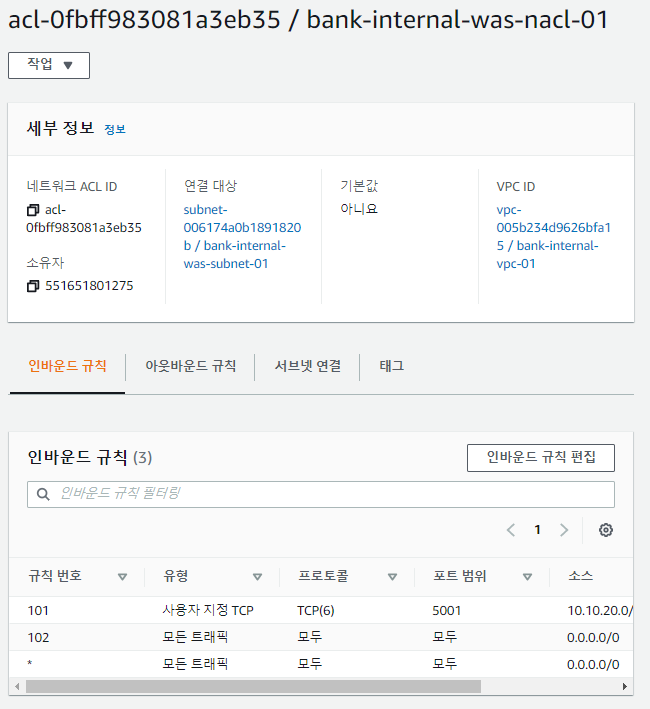 acl-0fbff983081a3eb35 / bank-internal-was-nacl-01
작업
세부 정보 정보
네트워크 ACL ID
acl-
0fbff983081a3eb35
소유자
551651801275
연결 대상
subnet-
006174a0b1891820
b / bank-internal-
was-subnet-01
기본값
아니요
VPC ID
vpc-
005b234d9626bfa1
5 / bank-internal-
vpc-01
인바운드 규칙 아웃바운드 규칙 서브넷 연결 태그
인바운드 규칙 (3) 인바운드 규칙 편집
인바운드 규칙 필터링
1
규칙 번호 유형 프로토콜 포트 범위 소스
101 사용자 지정 TCP TCP(6) 5001 10.10.20.0/
102 모든 트래픽 모두 모두 0.0.0.0/0
* 모든 트래픽 모두 모두 0.0.0.0/0